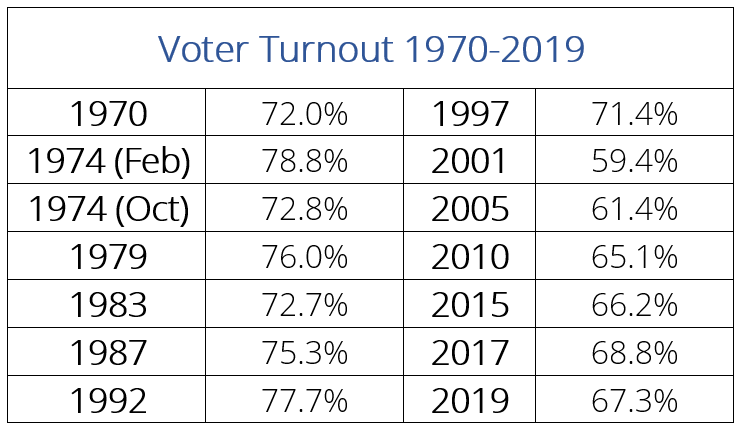 Voter Turnout 1970-2019
1970 72.0% 1997 71.4%
1974 (Feb) 78.8% 2001 59.4%
1974 (Oct) 72.8% 2005 61.4%
1979 76.0% 2010 65.1%
1983 72.7% 2015 66.2%
1987 75.3% 2017 68.8%
1992 77.7% 2019 67.3%